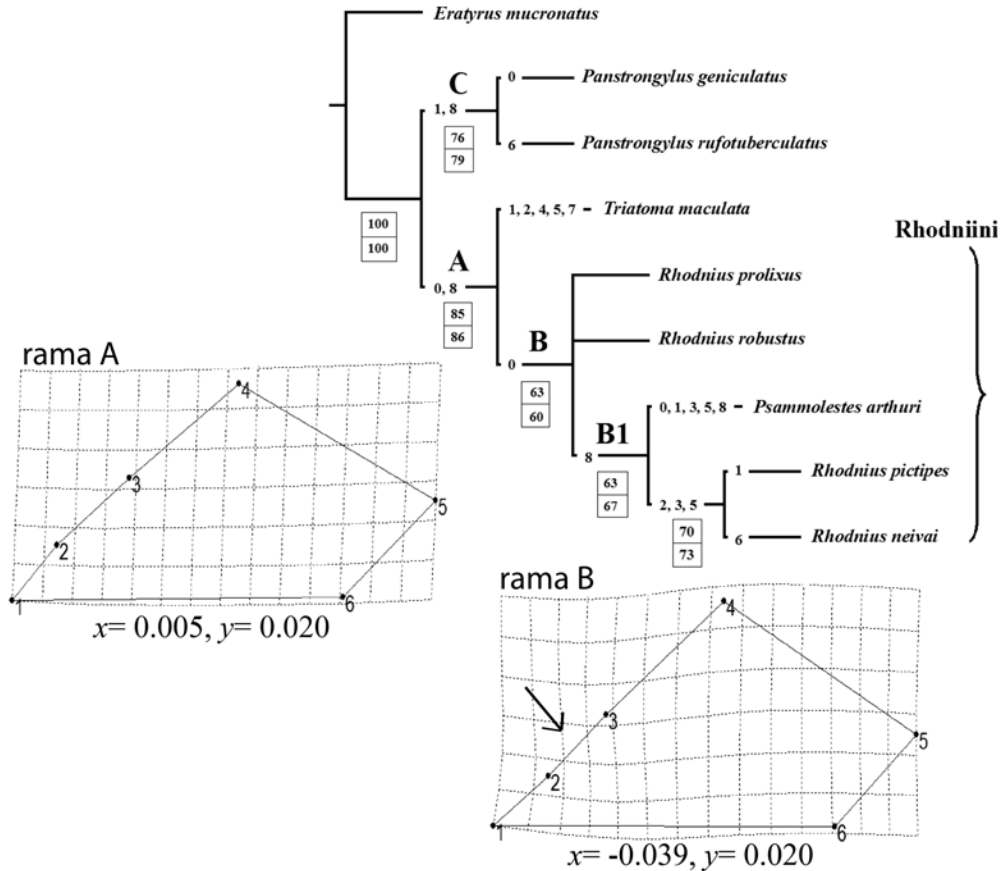 Eratyrus mucronatus
C
0
Panstrongylus geniculatus
1, 8
76
79
6
Panstrongylus rufotuberculatus
100
100
1, 2, 4, 5, 7
Triatoma maculata
Rhodniini
A
0, 8
85
86
Rhodnius prolixus
B
Rhodnius robustus
0
63
60
B1
0, 1, 3, 5, 8
Psammolestes arthuri
8
63
67
1
Rhodnius pictipes
2, 3, 5
70
73
6
Rhodnius neivai
rama A
4
3
5
2
1
6
x= 0.005, y= 0.020
rama B
4
3
5
2
1
6
x= -0.039, y= 0.020